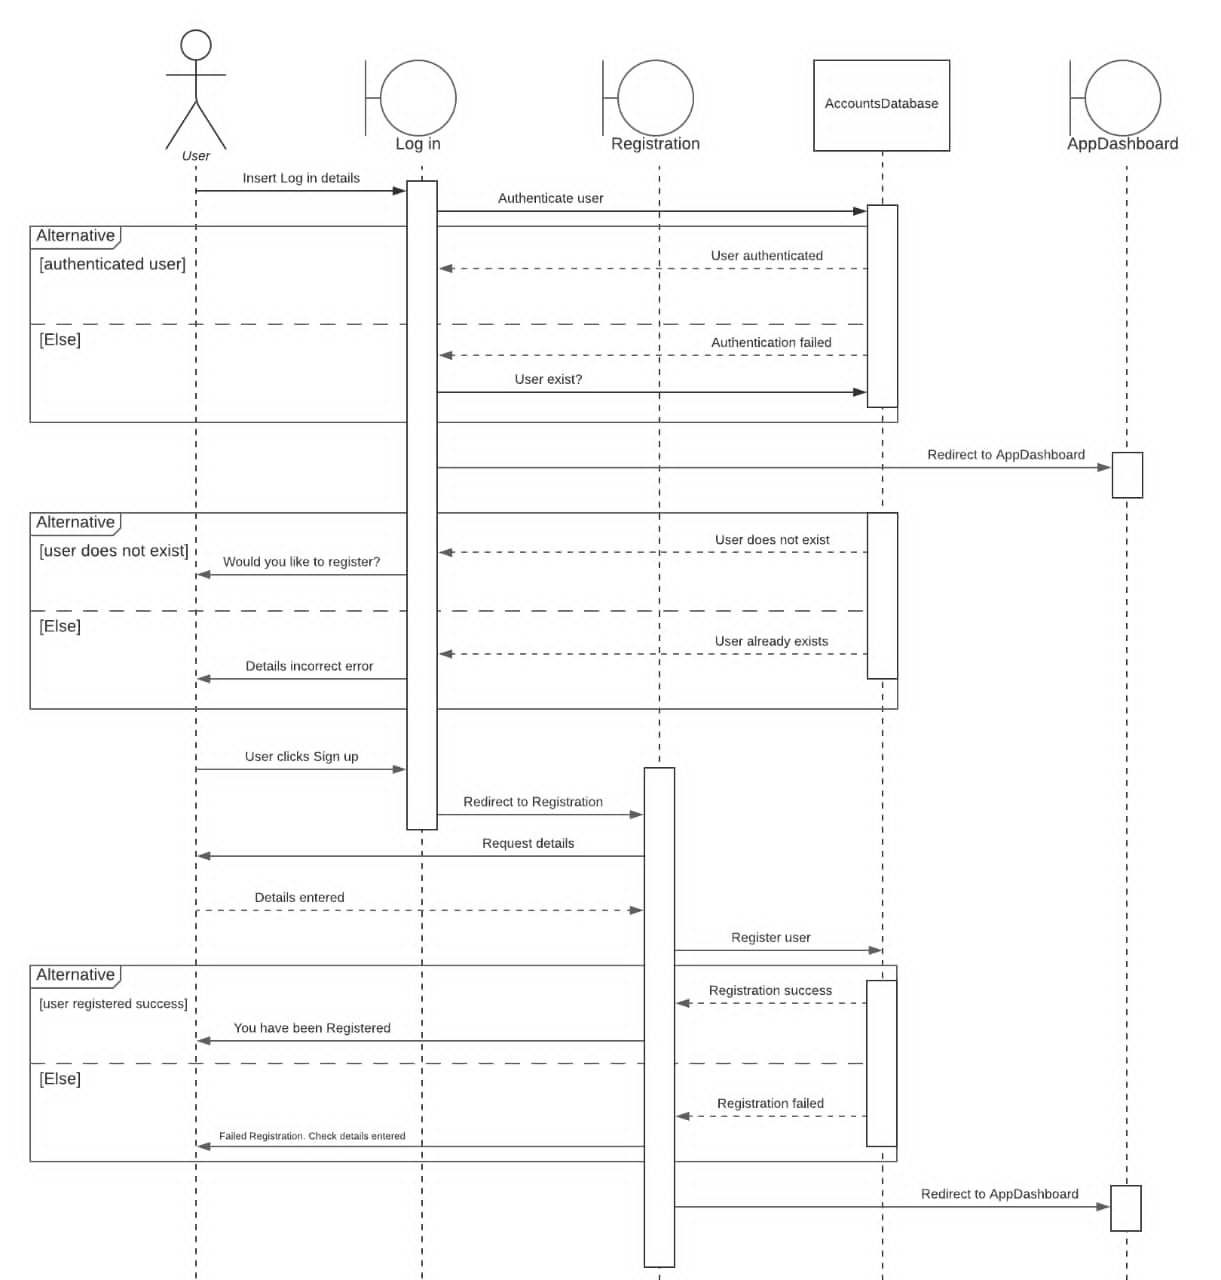 User
Log in
Registration
AccountsDatabase
AppDashboard
Insert Log in details
Authenticate user
Alternative
[authenticated user]
User authenticated
[Else]
Authentication failed
User exist?
Redirect to AppDashboard
Alternative
[user does not exist]
User does not exist
Would you like to register?
[Else]
User already exists
Details incorrect error
User clicks Sign up
Redirect to Registration
Request details
Details entered
Register user
Alternative
[user registered success]
Registration success
You have been Registered
[Else]
Registration failed
Failed Registration. Check details entered
Redirect to AppDashboard